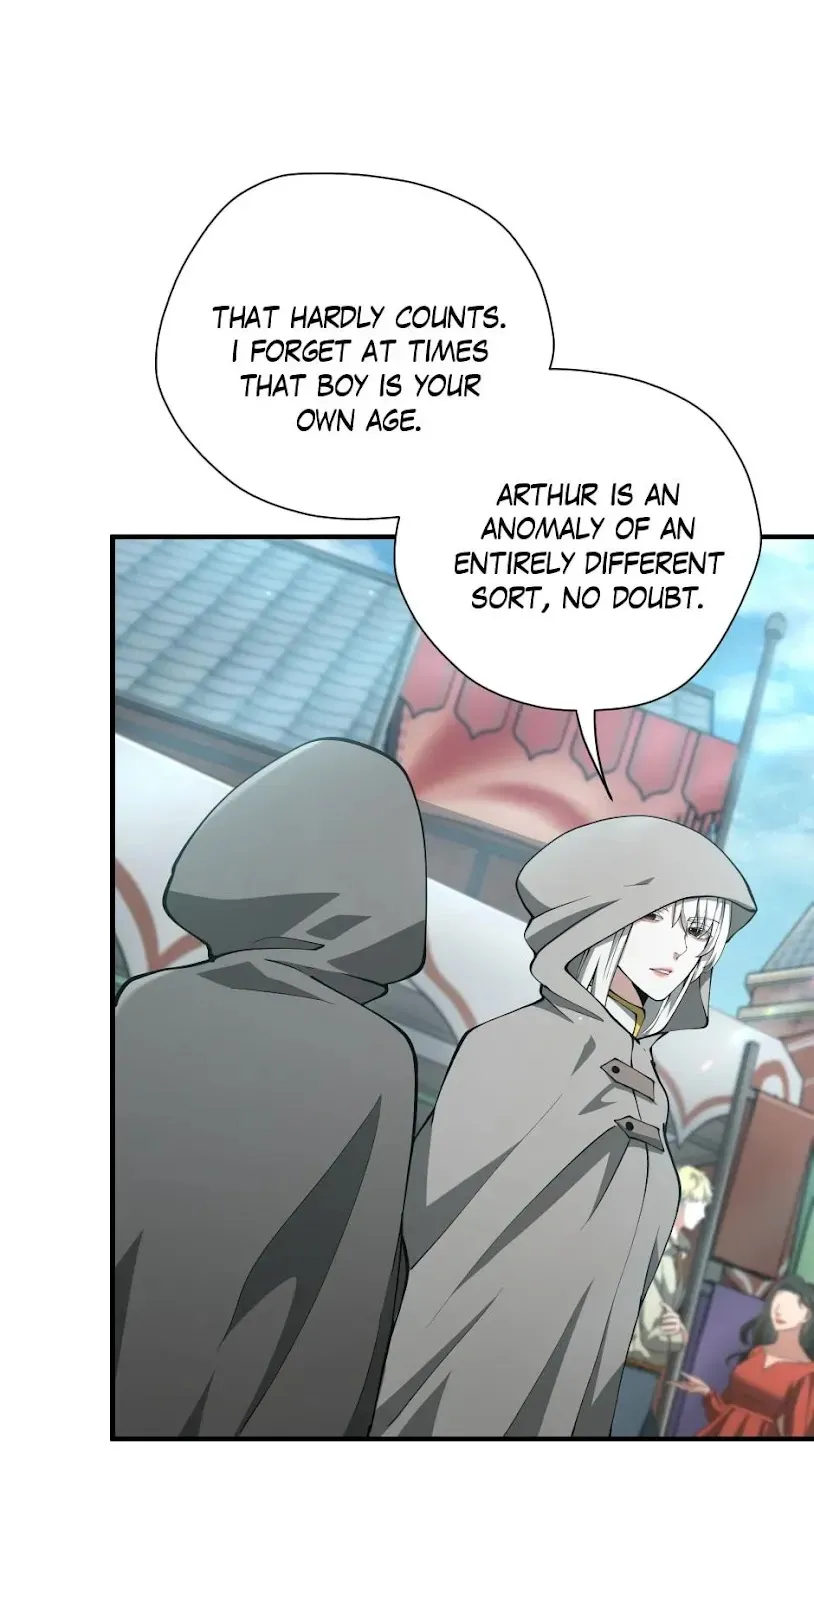 THAT HARDLY COUNTS.
I FORGET AT TIMES
THAT BOY IS YOUR
OWN AGE.
ARTHUR IS AN
ANOMALY OF AN
ENTIRELY DIFFERENT
SORT, NO DOUBT.